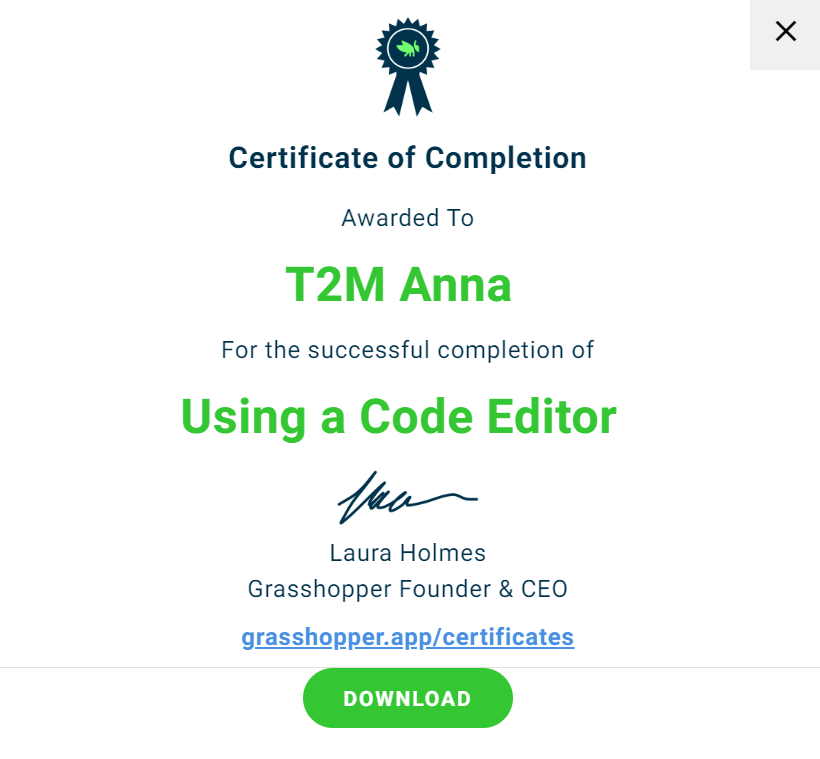 Certificate of Completion
Awarded To
T2M Anna
For the successful completion of
Using a Code Editor
Laura Holmes
Grasshopper Founder & CEO
grasshopper.app/certificates
DOWNLOAD